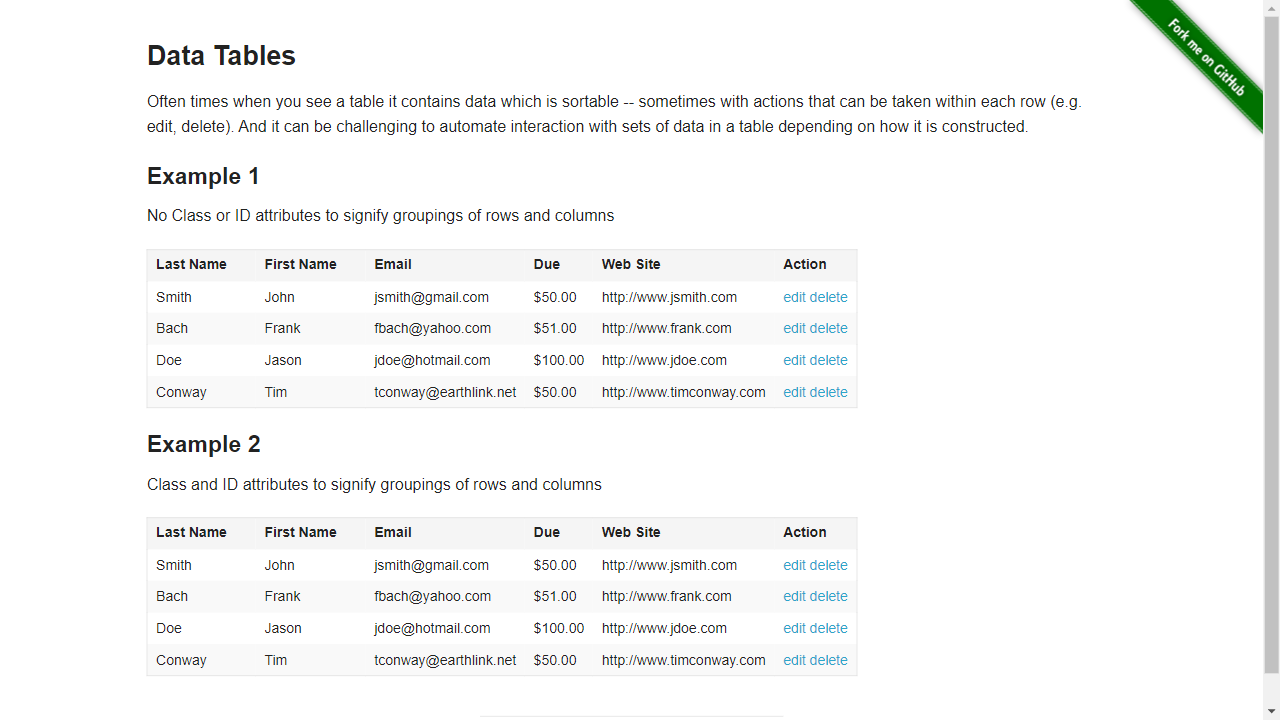 Fork me on GitHub
Data Tables
Often times when you see a table it contains data which is sortable -- sometimes with actions that can be taken within each row (e.g.
edit, delete). And it can be challenging to automate interaction with sets of data in a table depending on how it is constructed.
Example 1
No Class or ID attributes to signify groupings of rows and columns
Last Name First Name Email Due Web Site Action
Smith John jsmith@gmail.com $50.00 http://www.jsmith.com edit delete
Bach Frank fbach@yahoo.com $51.00 http://www.frank.com edit delete
Doe Jason jdoe@hotmail.com $100.00 http://www.jdoe.com edit delete
Conway Tim tconway@earthlink.net $50.00 http://www.timconway.com edit delete
Example 2
Class and ID attributes to signify groupings of rows and columns
Last Name First Name Email Due Web Site Action
Smith John jsmith@gmail.com $50.00 http://www.jsmith.com edit delete
Bach Frank fbach@yahoo.com $51.00 http://www.frank.com edit delete
Doe Jason jdoe@hotmail.com $100.00 http://www.jdoe.com edit delete
Conway Tim tconway@earthlink.net $50.00 http://www.timconway.com edit delete